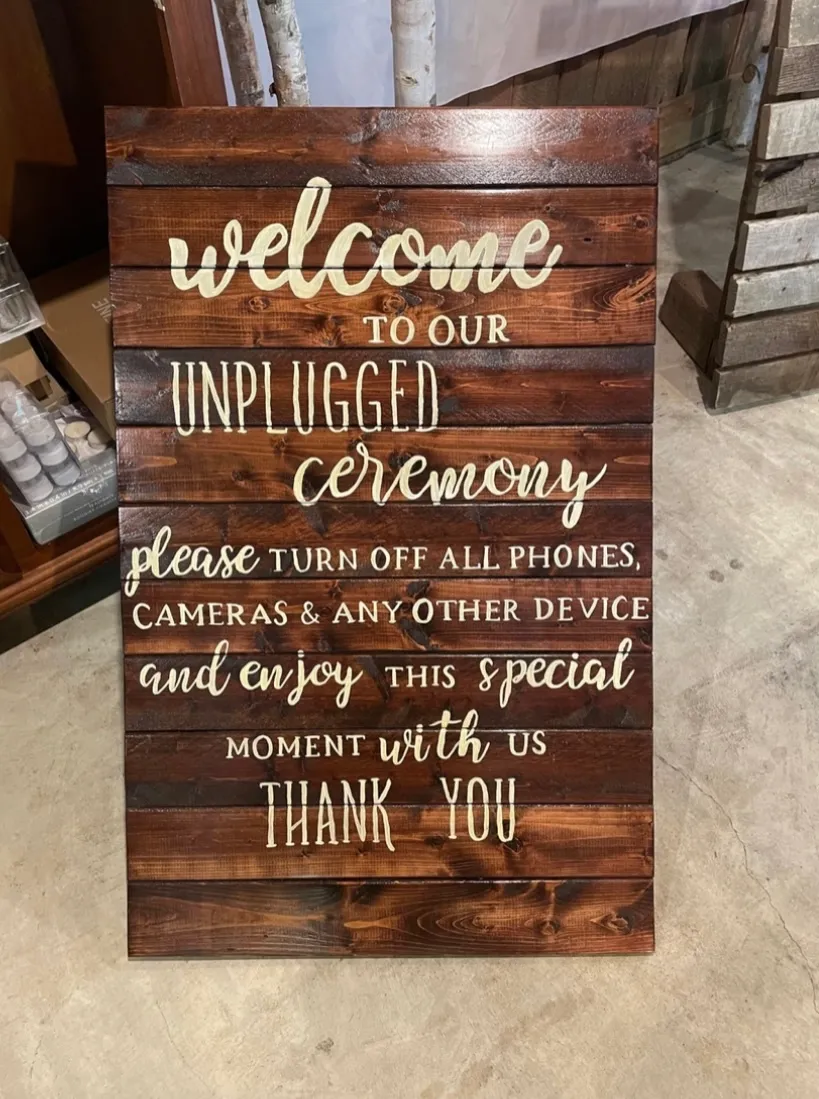 welcome
TO OUR
UNPLUGGED
ceremony
please TURN OFF ALL PHONES,
CAMERAS & ANY OTHER DEVICE
and enjoy THIS special
MOMENT with US
THANK YOU